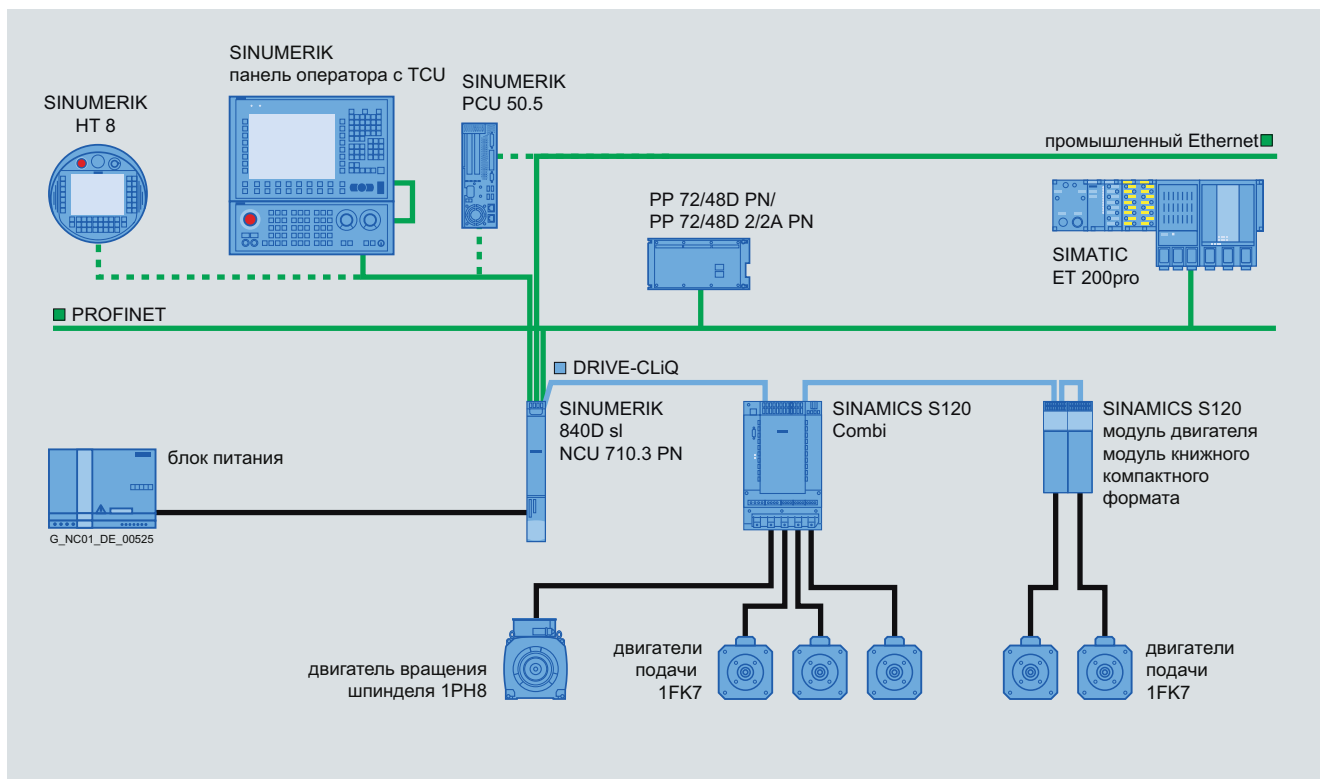 SINUMERIK
панель оператора с TCU
SINUMERIK
PCU 50.5
SINUMERIK
HT 8
промышленный Ethernet
PP 72/48D PN/
PP 72/48D 2/2A PN
SIMATIC
ET 200pro
PROFINET
DRIVE-CLiQ
SINUMERIK
840D sl
NCU 710.3 PN
SINAMICS S120
Combi
SINAMICS S120
модуль двигателя
модуль книжного
компактного
формата
блок питания
G_NC01_DE_00525
двигатель вращения
шпинделя 1PH8
двигатели
подачи
1FK7
двигатели
подачи
1FK7